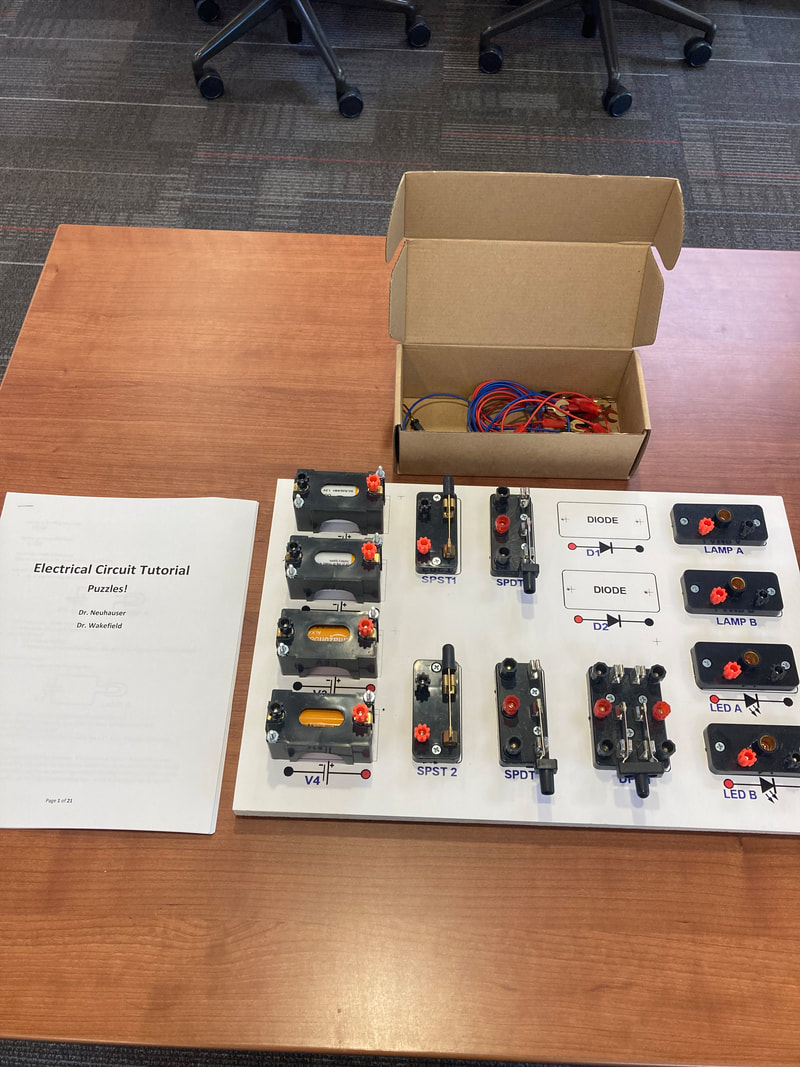 Electrical Circuit Tutorial
Puzzles!
Dr. Neuhauser
Dr. Wakefield
Page 1 of 21
SPST1
SPDT
DIODE
D1
LAMP A
DIODE
D2
LAMP B
LED A
V4
SPST 2
SPDT
LED B